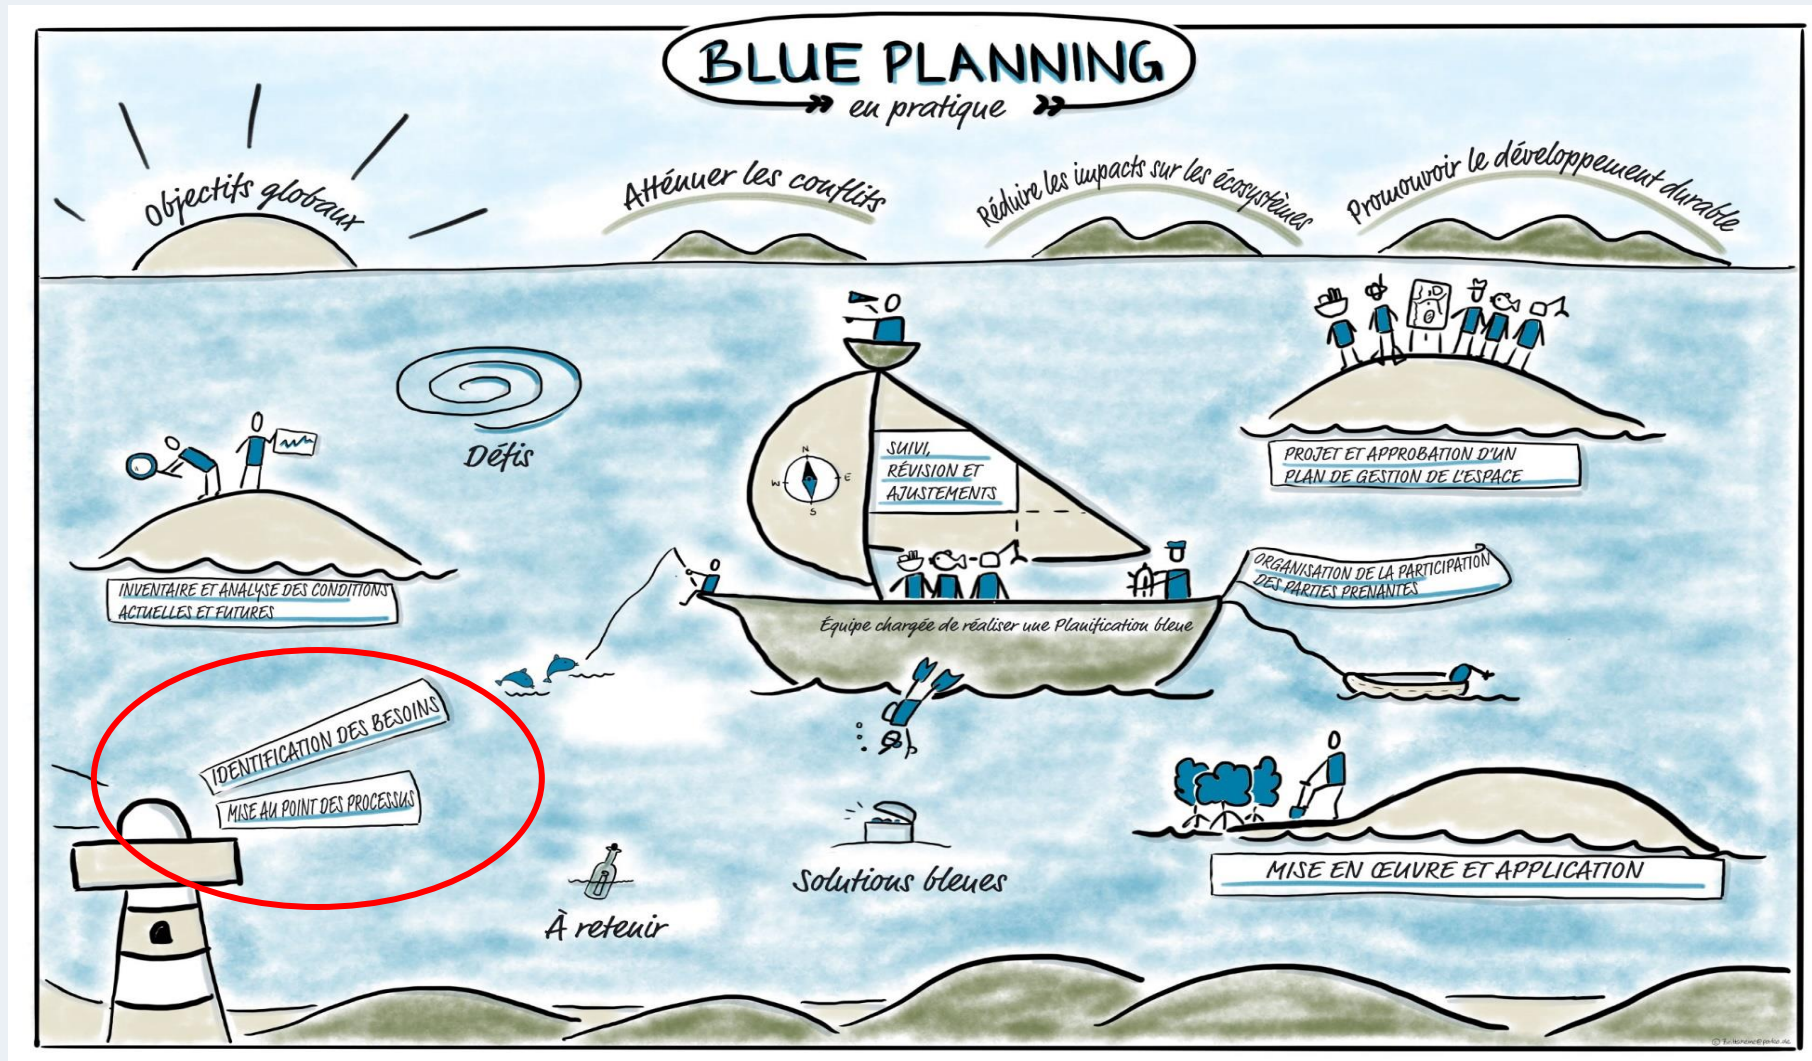 BLUE PLANNING
en pratique
Objectifs globaux
Atténuer les conflits
Réduire les impacts sur les écosystèmes
Promouvoir le développement durable
Défis
N
W
E
S
SUIVI,
RÉVISION ET
AJUSTEMENTS
PROJET ET APPROBATION D'UN
PLAN DE GESTION DE L'ESPACE
INVENTAIRE ET ANALYSE DES CONDITIONS
ACTUELLES ET FUTURES
ORGANISATION DE LA PARTICIPATION
DES PARTIES PRENANTES
Équipe chargée de réaliser une Planification bleue
IDENTIFICATION DES BESOINS
MISE AU POINT DES PROCESSUS
Solutions bleues
À retenir
MISE EN ŒUVRE ET APPLICATION